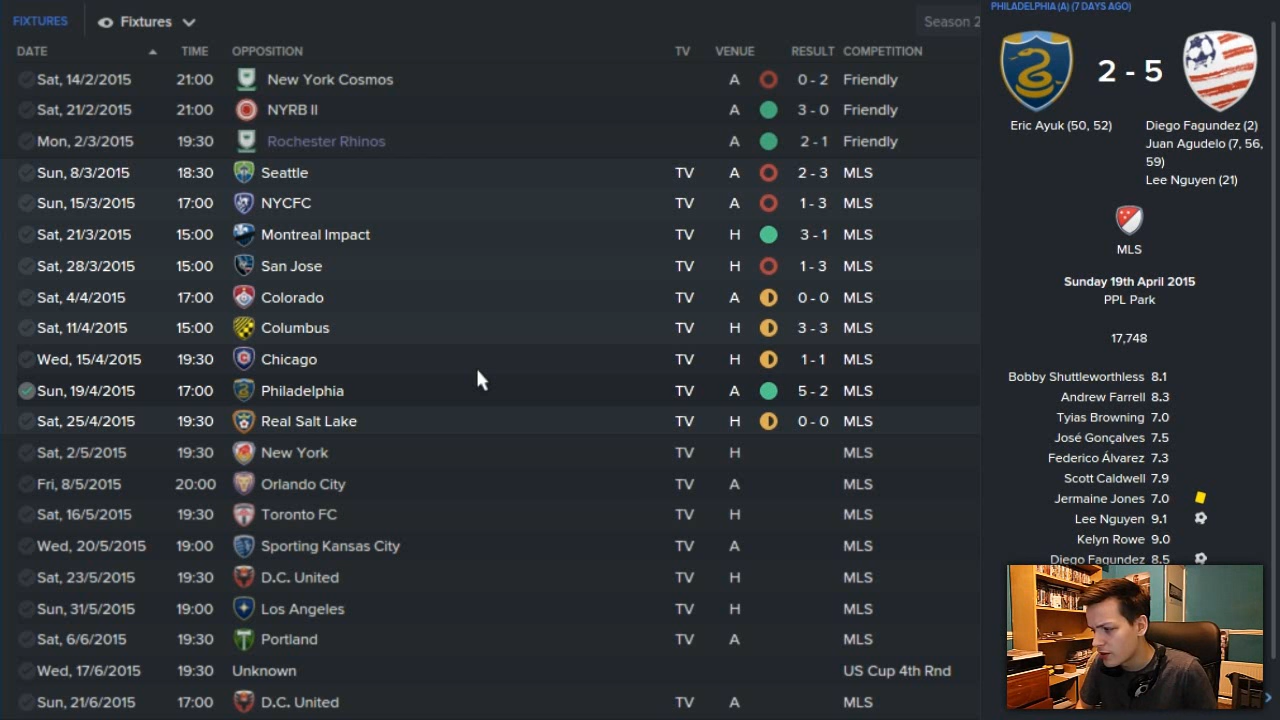 FIXTURES Fixtures Season 2
DATE TIME OPPOSITION TV VENUE RESULT COMPETITION
Sat, 14/2/2015 21:00 New York Cosmos A 0 - 2 Friendly
Sat, 21/2/2015 21:00 NYRB II A 3 - 0 Friendly
Mon, 2/3/2015 19:30 Rochester Rhinos A 2 - 1 Friendly
Sun, 8/3/2015 18:30 Seattle TV A 2 - 3 MLS
Sun, 15/3/2015 17:00 NYCFC TV A 1 - 3 MLS
Sat, 21/3/2015 15:00 Montreal Impact TV H 3 - 1 MLS
Sat, 28/3/2015 15:00 San Jose TV H 1 - 3 MLS
Sat, 4/4/2015 17:00 Colorado TV A 0 - 0 MLS
Sat, 11/4/2015 15:00 Columbus TV H 3 - 3 MLS
Wed, 15/4/2015 19:30 Chicago TV H 1 - 1 MLS
Sun, 19/4/2015 17:00 Philadelphia TV A 5 - 2 MLS
Sat, 25/4/2015 19:30 Real Salt Lake TV H 0 - 0 MLS
Sat, 2/5/2015 19:30 New York TV H MLS
Fri, 8/5/2015 20:00 Orlando City TV A MLS
Sat, 16/5/2015 19:30 Toronto FC TV H MLS
Wed, 20/5/2015 19:00 Sporting Kansas City TV A MLS
Sat, 23/5/2015 19:30 D.C. United TV H MLS
Sun, 31/5/2015 19:00 Los Angeles TV H MLS
Sat, 6/6/2015 19:30 Portland TV A MLS
Wed, 17/6/2015 19:30 Unknown US Cup 4th Rnd
Sun, 21/6/2015 17:00 D.C. United TV A MLS
PHILADELPHIA (A) (7 DAYS AGO)
2 - 5
Eric Ayuk (50, 52)
Diego Fagundez (2)
Juan Agudelo (7, 56,
59)
Lee Nguyen (21)
MLS
Sunday 19th April 2015
PPL Park
17,748
Bobby Shuttleworthless 8.1
Andrew Farrell 8.3
Tyias Browning 7.0
José Gonçalves 7.5
Federico Álvarez 7.3
Scott Caldwell 7.9
Jermaine Jones 7.0
Lee Nguyen 9.1
Kelyn Rowe 9.0
Diego Fagundez 8.5